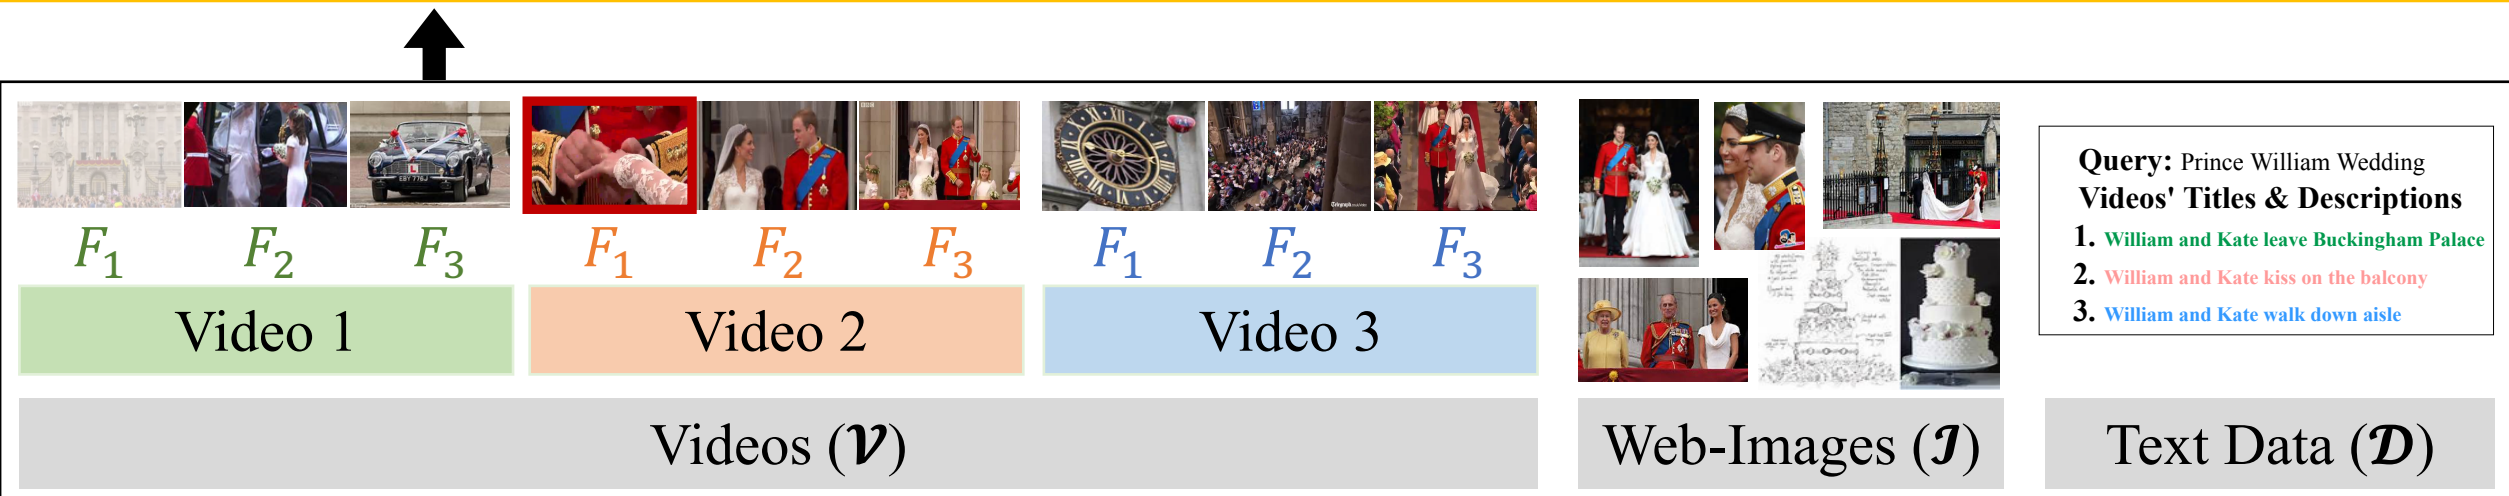 F1 F2 F3 F1 F2 F3 F1 F2 F3
Video 1
Video 2
Video 3
Videos (𝓥)
Web-Images (𝓘)
Query: Prince William Wedding
Videos' Titles & Descriptions
1. William and Kate leave Buckingham Palace
2. William and Kate kiss on the balcony
3. William and Kate walk down aisle
Text Data (𝓓)